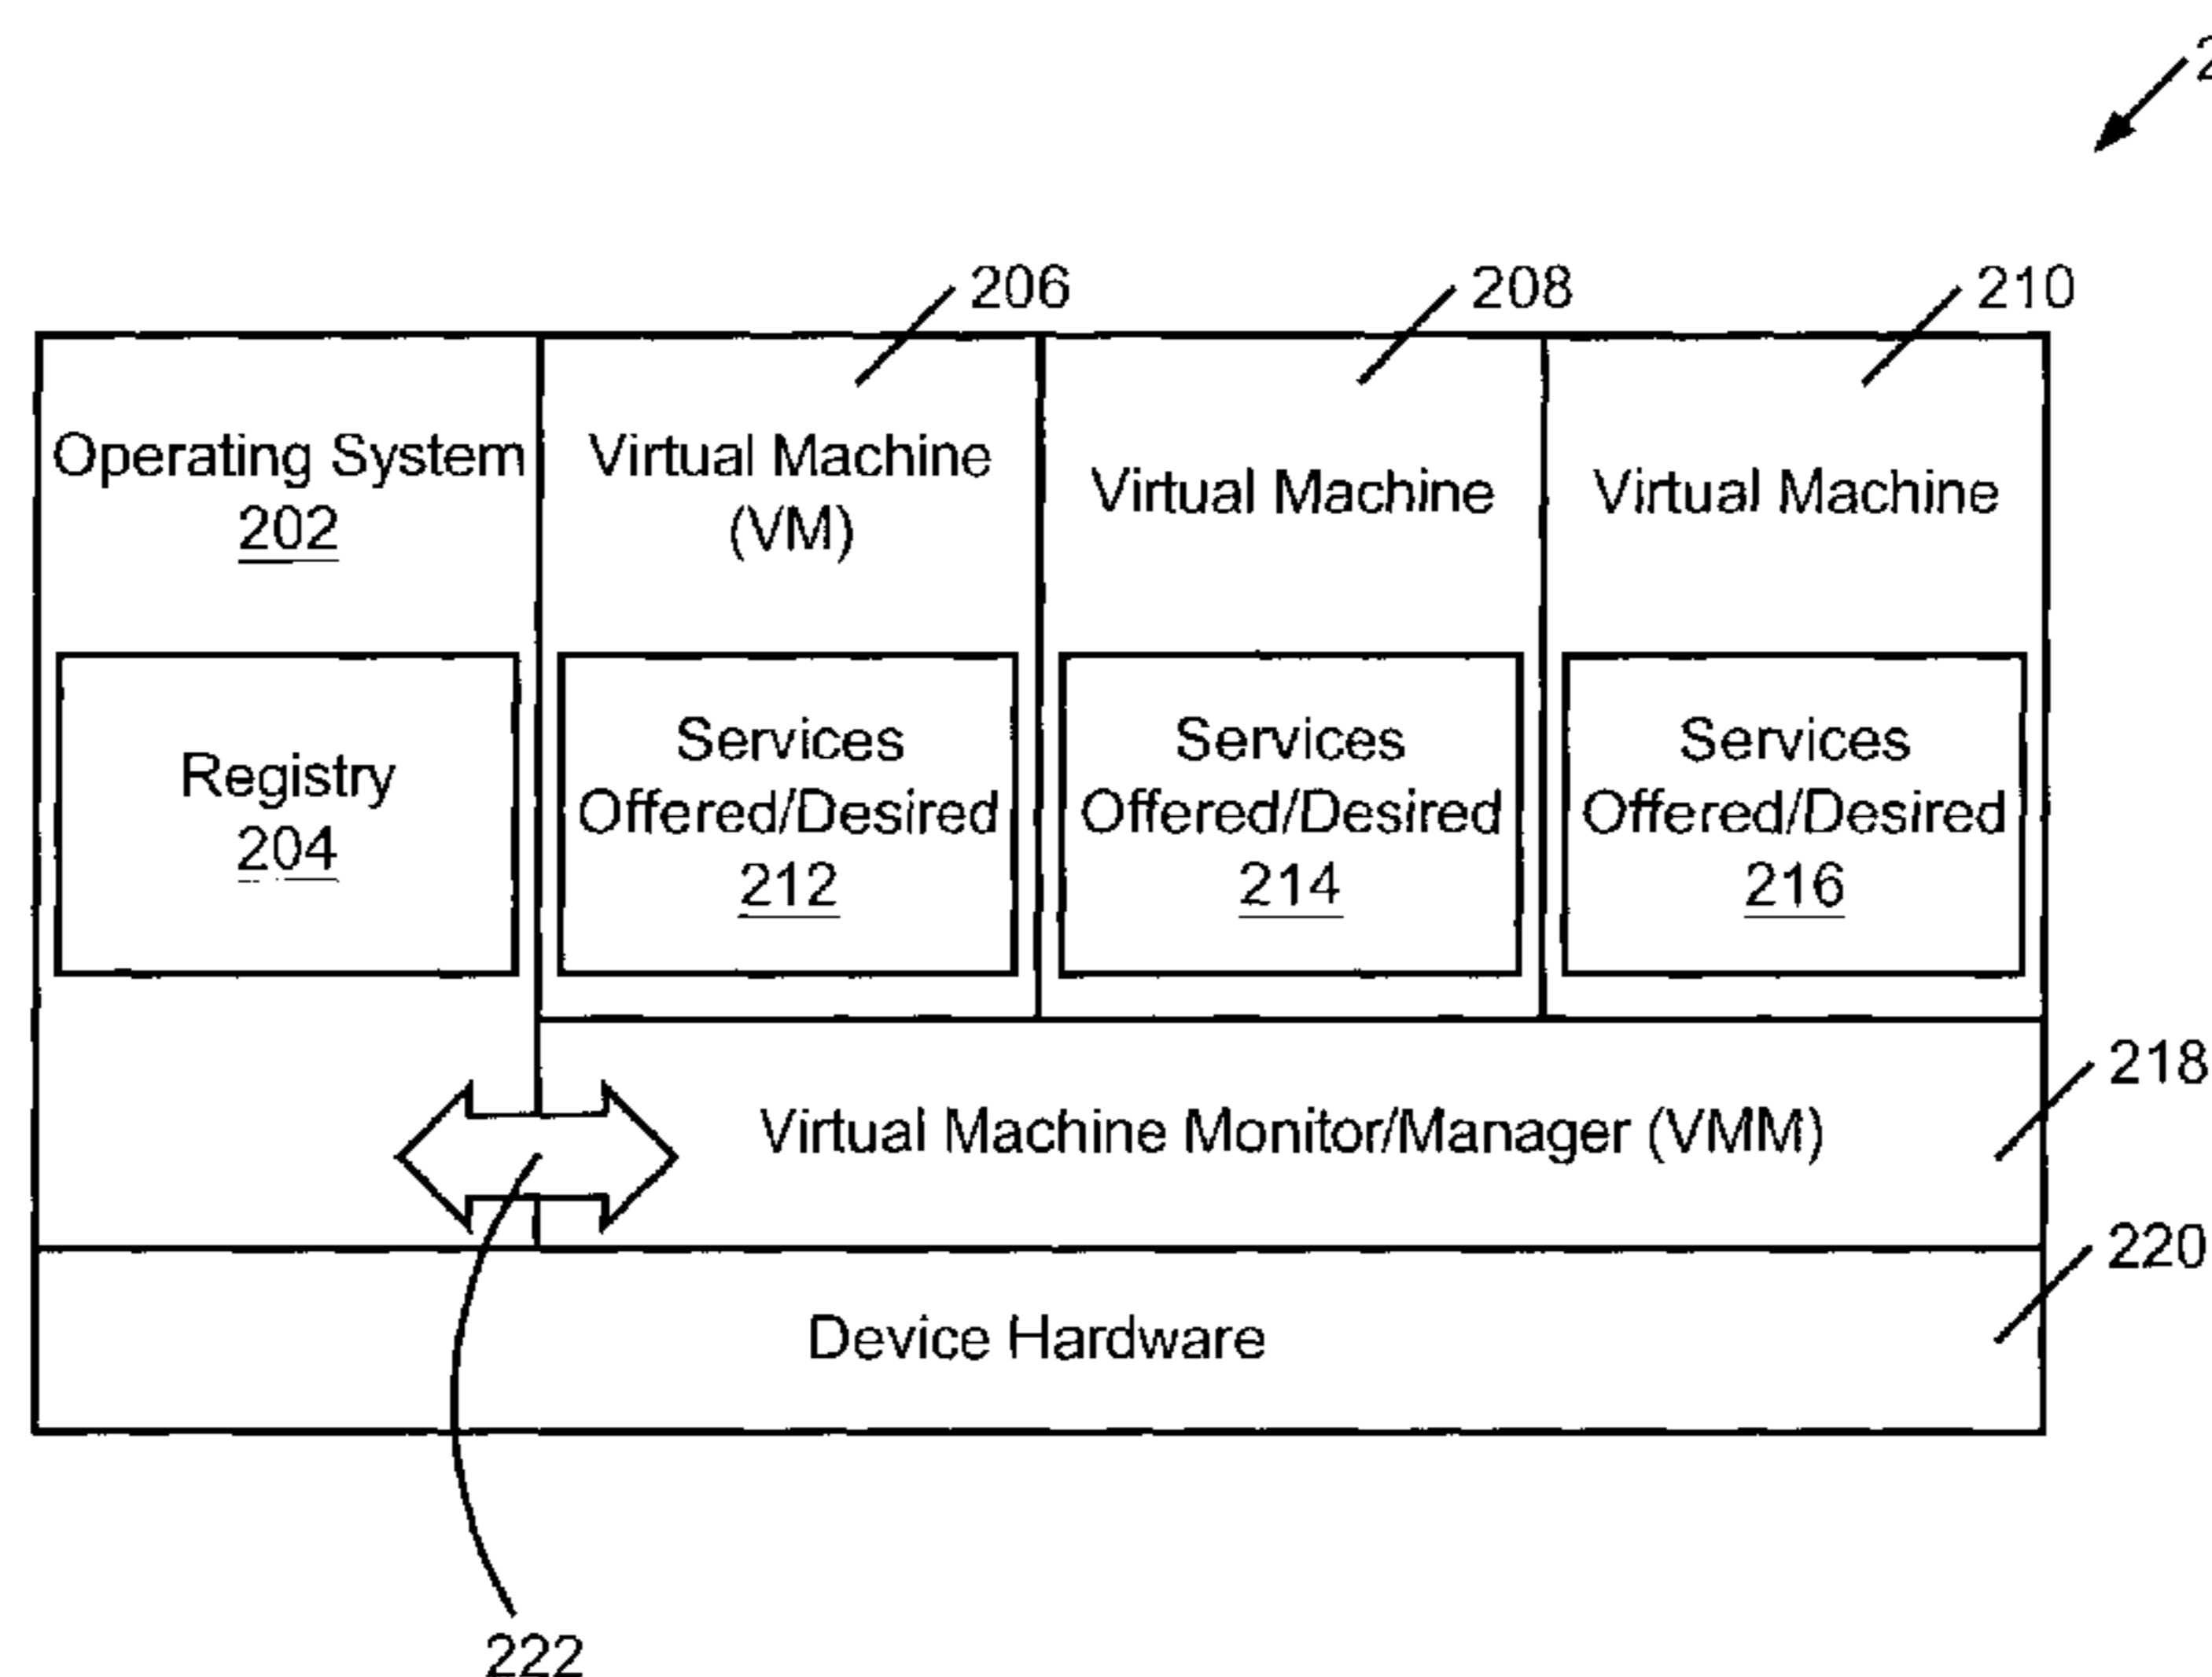 206
208
210
Operating System
202
Virtual Machine
(VM)
Virtual Machine
Virtual Machine
Registry
204
Services
Offered/Desired
212
Services
Offered/Desired
214
Services
Offered/Desired
216
218
Virtual Machine Monitor/Manager (VMM)
220
Device Hardware
222